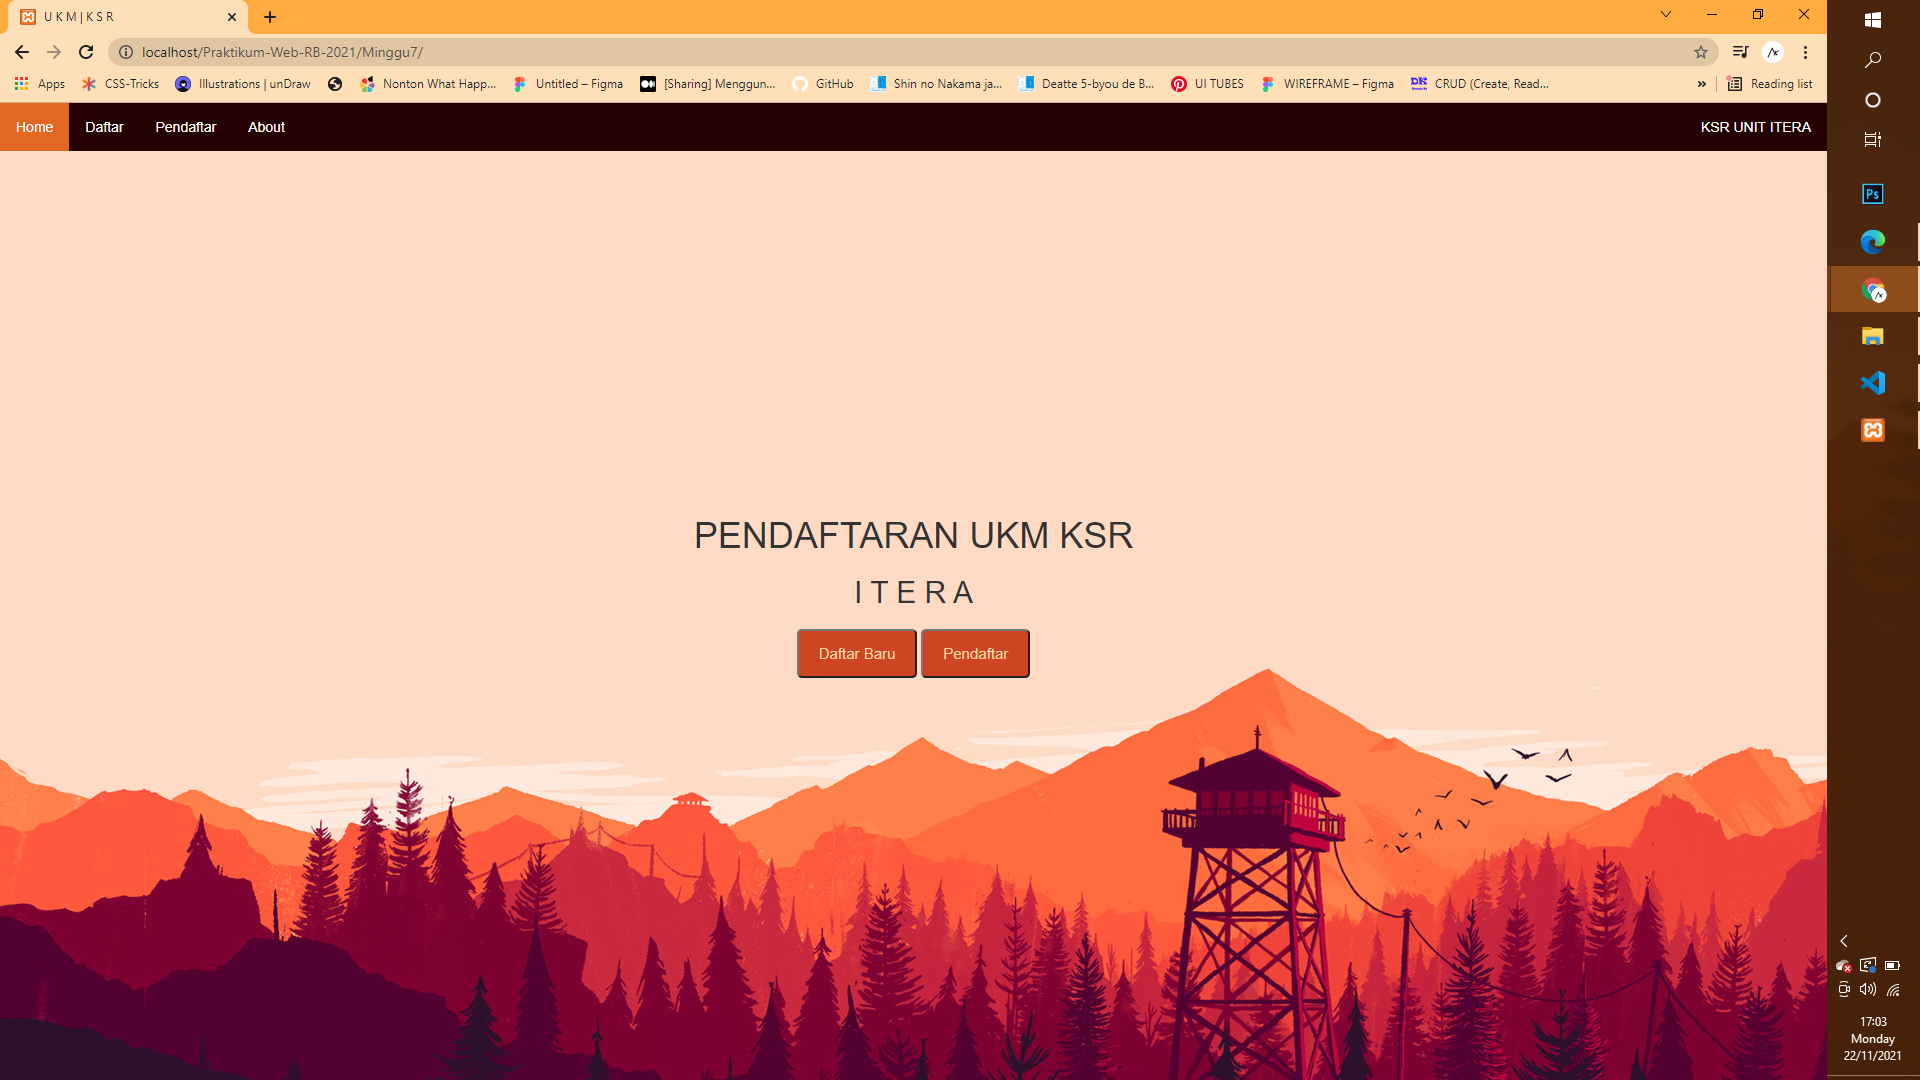 U K M | K S R
localhost/Praktikum-Web-RB-2021/Minggu7/
Apps CSS-Tricks Illustrations | unDraw Nonton What Happ... Untitled – Figma [Sharing] Menggun... GitHub Shin no Nakama ja... Deatte 5-byou de B... UI TUBES WIREFRAME – Figma CRUD (Create, Read... » Reading list
Home Daftar Pendaftar About KSR UNIT ITERA
PENDAFTARAN UKM KSR
I T E R A
Daftar Baru Pendaftar
Ps
17:03
Monday
22/11/2021